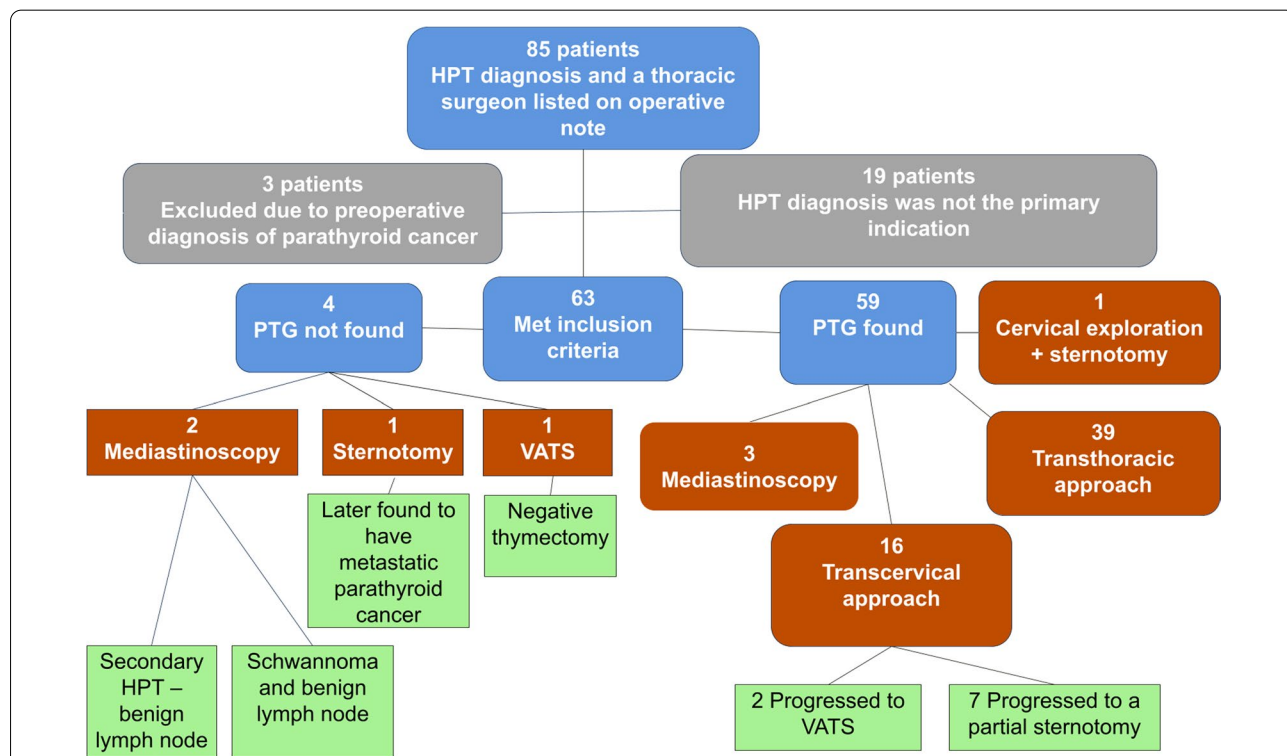 85 patients
HPT diagnosis and a thoracic
surgeon listed on operative
note
3 patients
Excluded due to preoperative
diagnosis of parathyroid cancer
19 patients
HPT diagnosis was not the primary
indication
4
PTG not found
63
Met inclusion
criteria
59
PTG found
1
Cervical exploration
+ sternotomy
2
Mediastinoscopy
1
Sternotomy
1
VATS
3
Mediastinoscopy
39
Transthoracic
approach
Later found to
have
metastatic
parathyroid
cancer
Negative
thymectomy
16
Transcervical
approach
Secondary
HPT –
benign
lymph node
Schwannoma
and benign
lymph node
2 Progressed to
VATS
7 Progressed to a
partial sternotomy